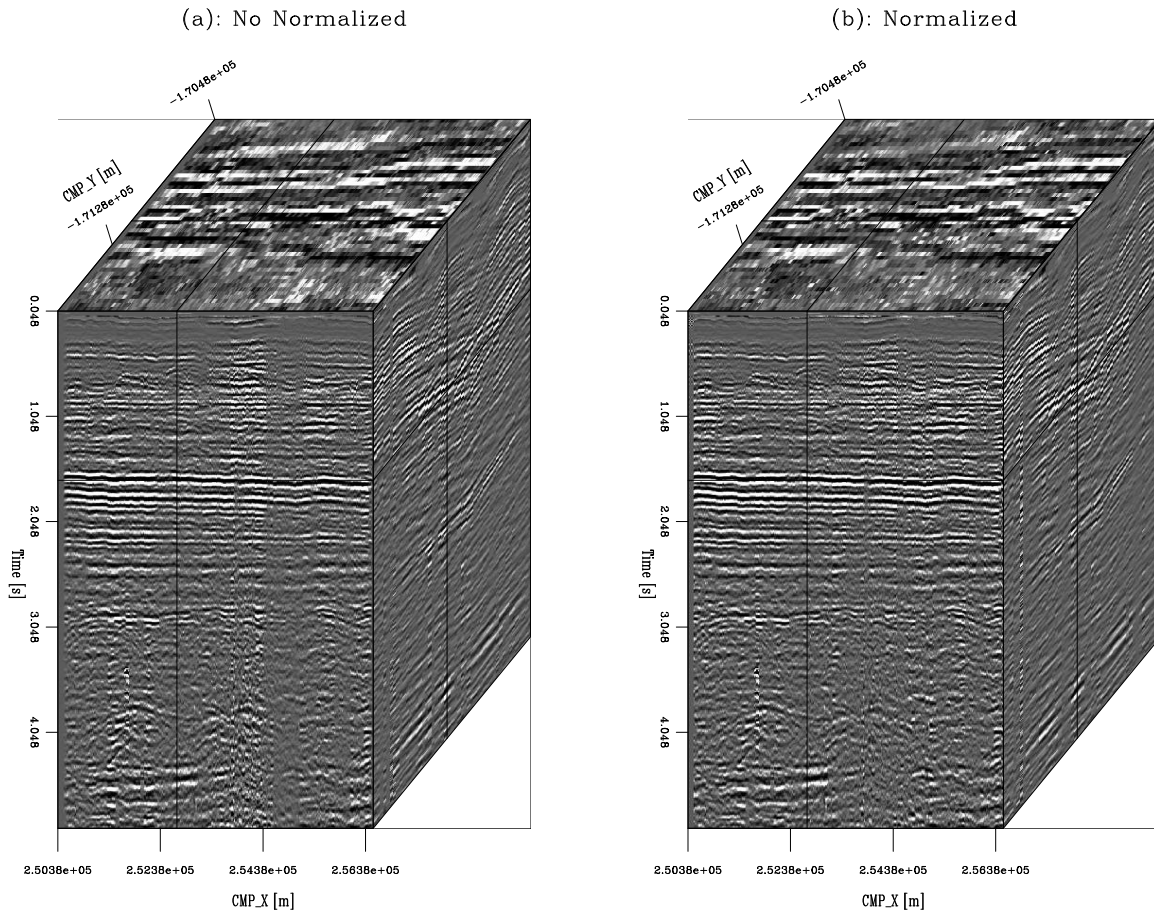 (a): No Normalized
−1.7048e+05
CMP_Y [m]
−1.7128e+05
0.048
1.048
2.048
Time [s]
3.048
4.048
2.5038e+05
2.5238e+05
2.5438e+05
2.5638e+05
CMP_X [m]
(b): Normalized
−1.7048e+05
CMP_Y [m]
−1.7128e+05
0.048
1.048
2.048
Time [s]
3.048
4.048
2.5038e+05
2.5238e+05
2.5438e+05
2.5638e+05
CMP_X [m]